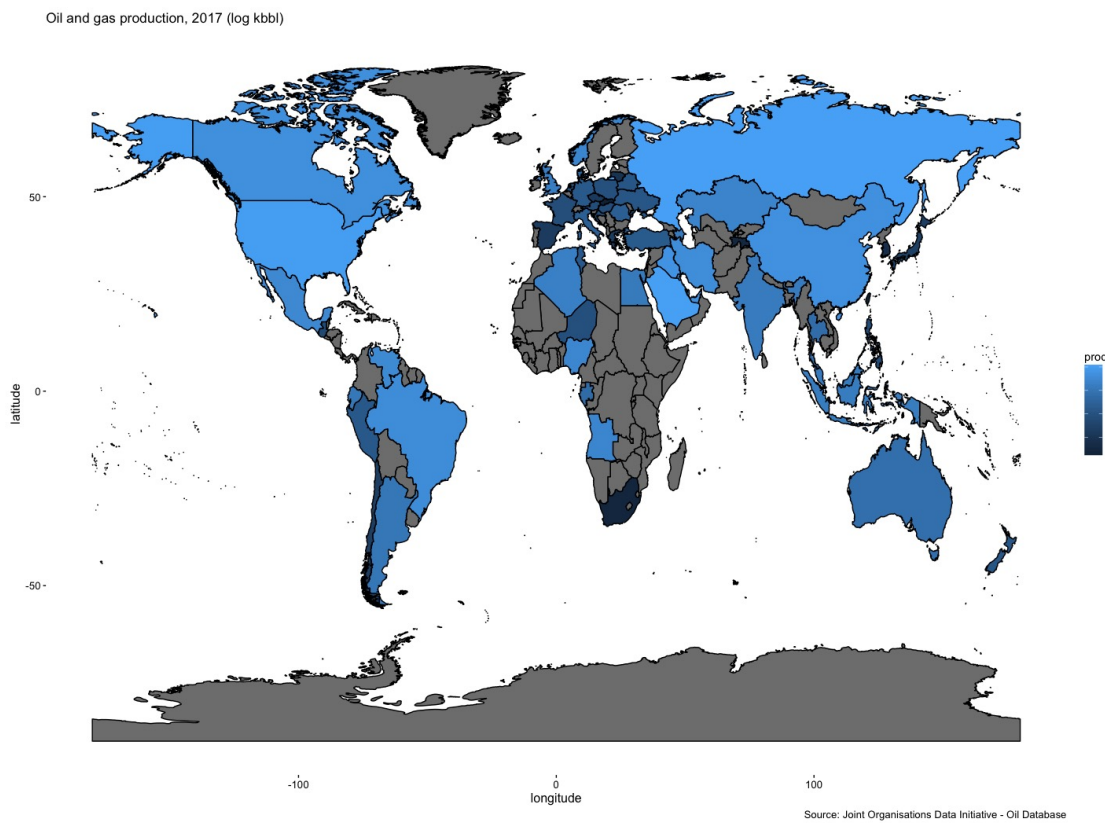 Oil and gas production, 2017 (log kbbl)
50
0
-50
latitude
-100
0
100
longitude
Source: Joint Organisations Data Initiative - Oil Database